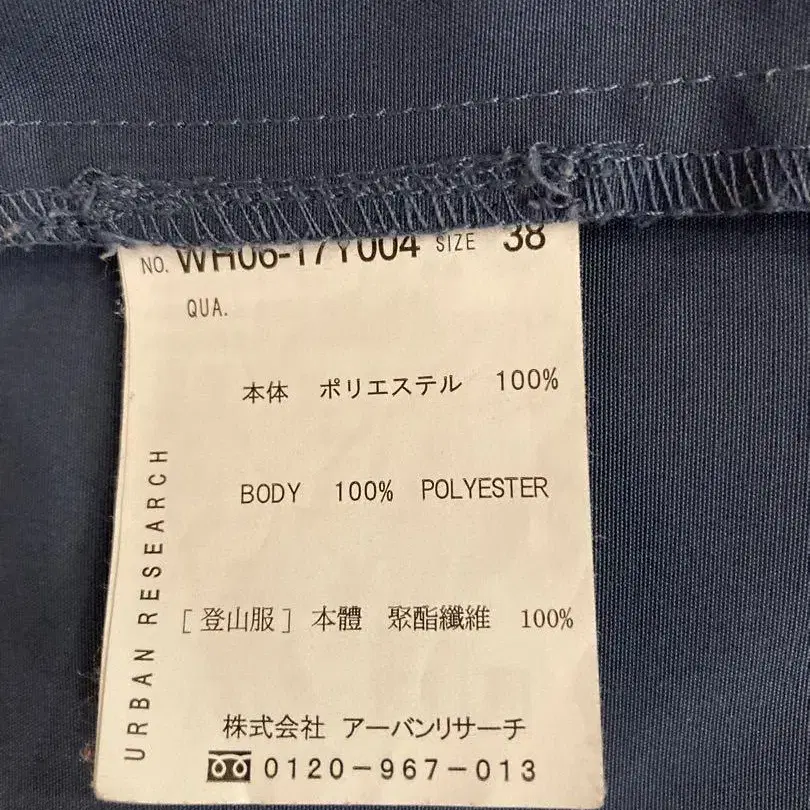 NO. WH06-17Y004 SIZE 38
QUA.
本体 ポリエステル 100%
BODY 100% POLYESTER
[登山服] 本體 聚酯纖維 100%
株式会社 アーバンリサーチ
0120-967-013
URBAN RESEARCH